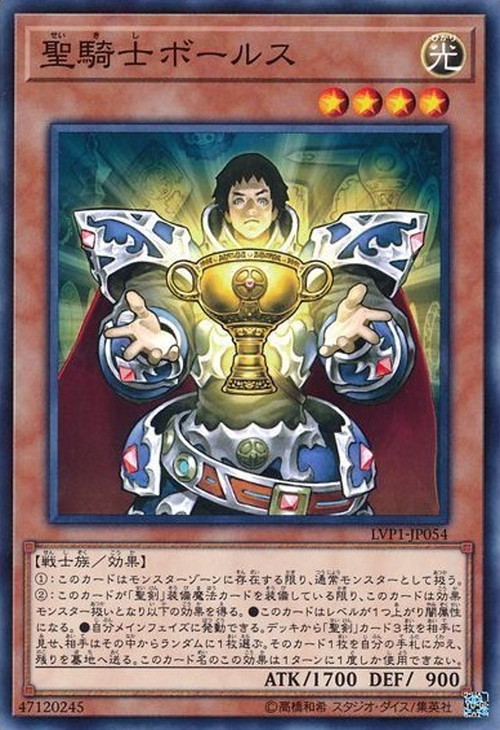 聖騎士ボールス
光
LVP1-JP054
【戦士族/効果】
①:このカードはモンスターゾーンに存在する限り、通常モンスターとして扱う。
②:このカードが「聖剣」装備魔法カードを装備している限り、このカードは効果
モンスター扱いとなり以下の効果を得る。●このカードはレベルが1つ上がり闇属性
になる。●自分メインフェイズに発動できる。デッキから「聖剣」カード3枚を相手に
見せ、相手はその中からランダムに1枚選ぶ。そのカード1枚を自分の手札に加え、
残りを墓地へ送る。このカード名のこの効果は1ターンに1度しか使用できない。
ATK/1700 DEF/ 900
47120245
©高橋和希 スタジオ・ダイス/集英社